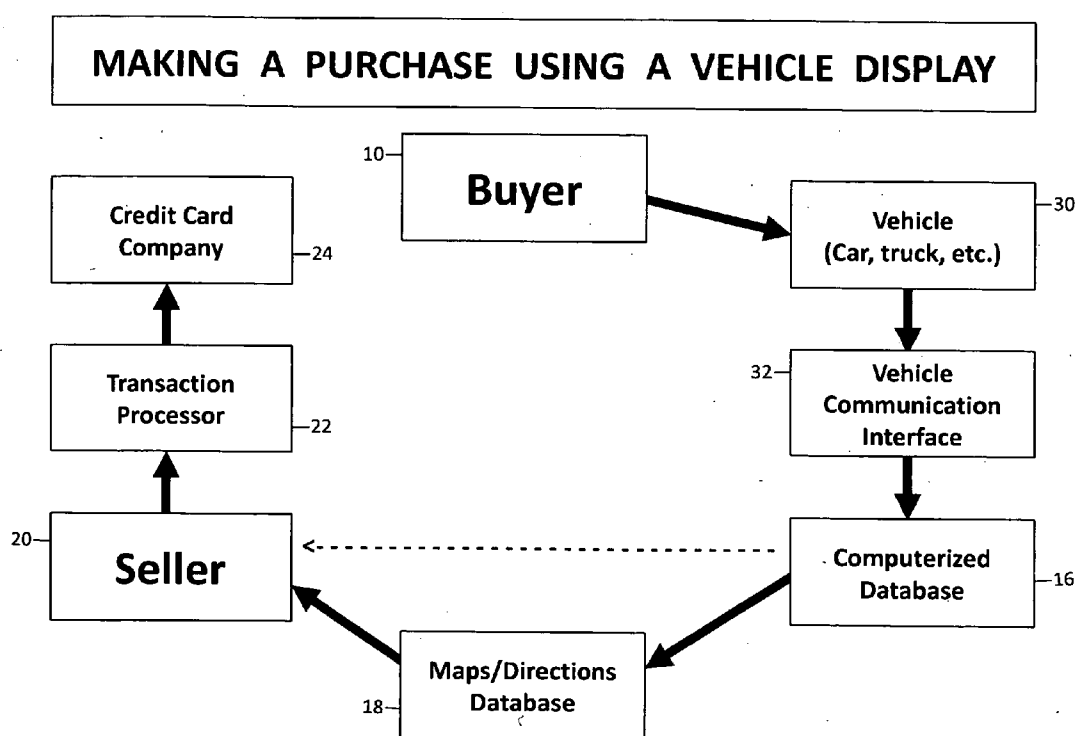 MAKING A PURCHASE USING A VEHICLE DISPLAY
10
Buyer
Credit Card
Company
24
Vehicle
(Car, truck, etc.)
30
Transaction
Processor
22
32
Vehicle
Communication
Interface
20
Seller
Computerized
Database
16
Maps/Directions
Database
18